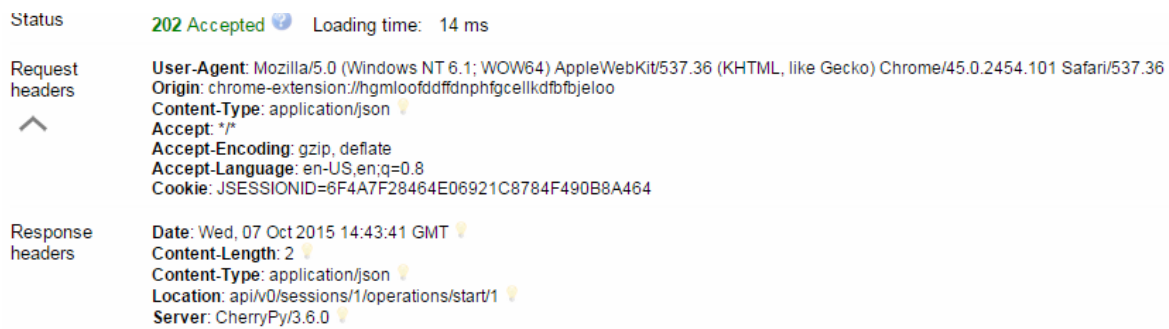 Status 202 Accepted ? Loading time: 14 ms
Request headers
User-Agent: Mozilla/5.0 (Windows NT 6.1; WOW64) AppleWebKit/537.36 (KHTML, like Gecko) Chrome/45.0.2454.101 Safari/537.36
Origin: chrome-extension://hgmloofddffdnphfgcellkdfbfbjeloo
Content-Type: application/json
Accept: */*
Accept-Encoding: gzip, deflate
Accept-Language: en-US,en;q=0.8
Cookie: JSESSIONID=6F4A7F28464E06921C8784F490B8A464
Response headers
Date: Wed, 07 Oct 2015 14:43:41 GMT
Content-Length: 2
Content-Type: application/json
Location: api/v0/sessions/1/operations/start/1
Server: CherryPy/3.6.0